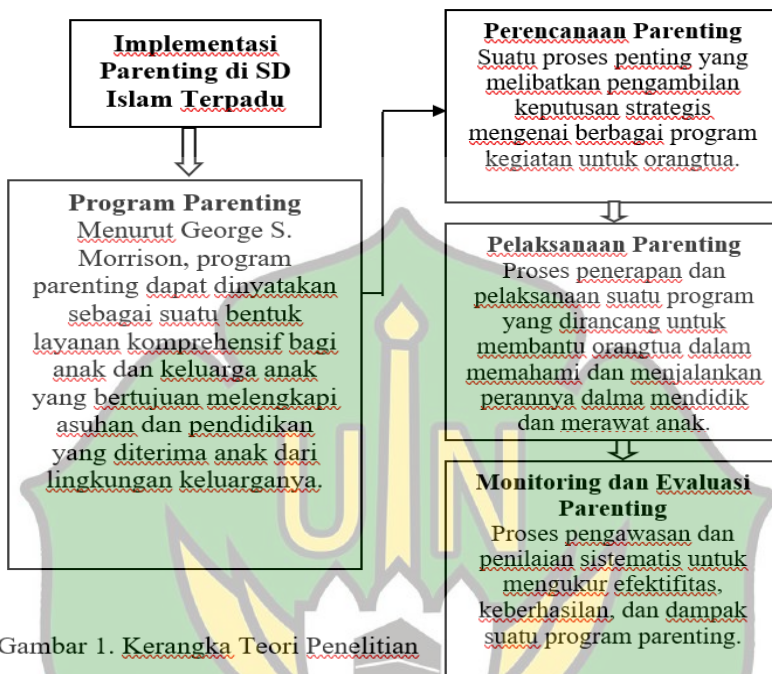 Implementasi
Parenting di SD
Islam Terpadu
Program Parenting
Menurut George S.
Morrison, program
parenting dapat dinyatakan
sebagai suatu bentuk
layanan komprehensif bagi
anak dan keluarga anak
yang bertujuan melengkapi
asuhan dan pendidikan
yang diterima anak dari
lingkungan keluarganya.
Perencanaan Parenting
Suatu proses penting yang
melibatkan pengambilan
keputusan strategis
mengenai berbagai program
kegiatan untuk orangtua.
Pelaksanaan Parenting
Proses penerapan dan
pelaksanaan suatu program
yang dirancang untuk
membantu orangtua dalam
memahami dan menjalankan
perannya dalma mendidik
dan merawat anak.
Monitoring dan Evaluasi
Parenting
Proses pengawasan dan
penilaian sistematis untuk
mengukur efektifitas,
keberhasilan, dan dampak
suatu program parenting.
UIN
Gambar 1. Kerangka Teori Penelitian